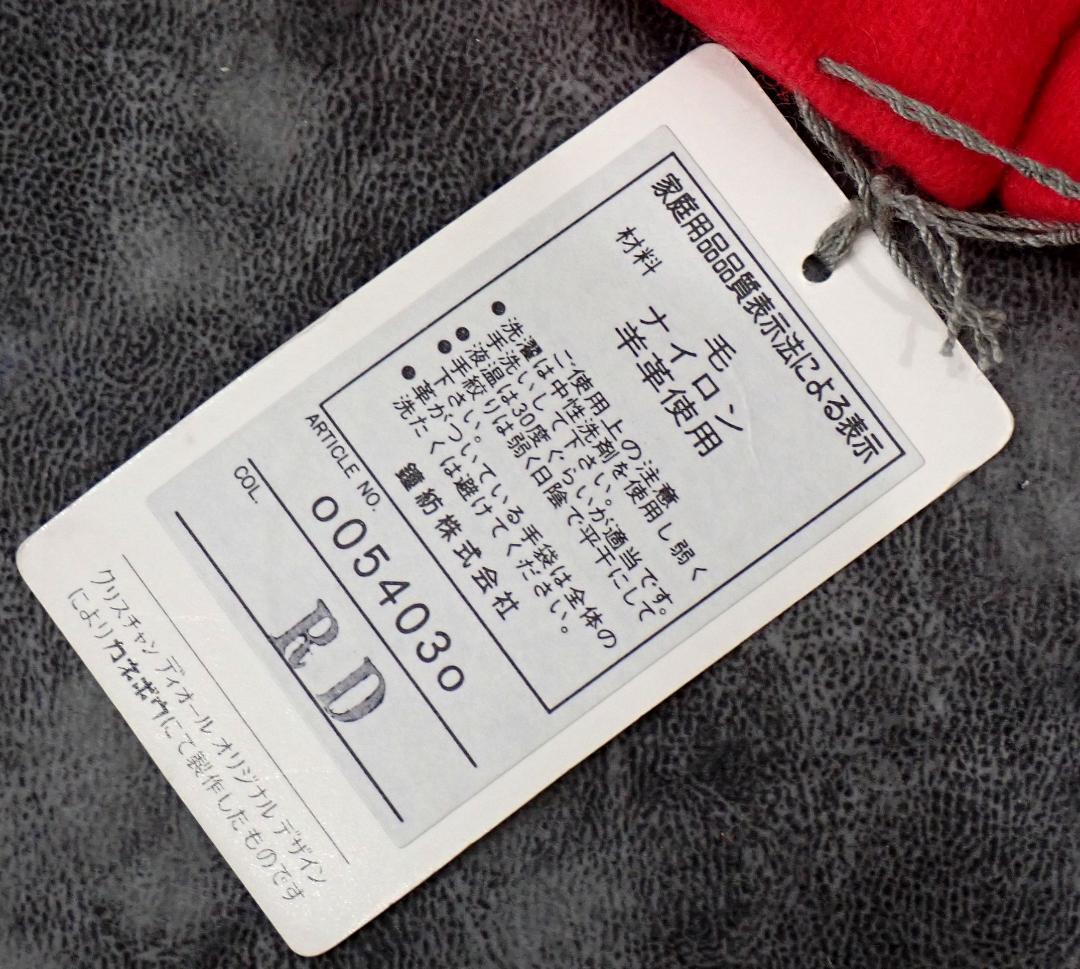 家庭用品品質表示法による表示
材料
毛
ナイロン
羊革使用
ご使用上の注意
●洗濯は中性洗剤を使用し弱く
手洗いして下さい。
●液温は30度ぐらいが適当です。
●手絞りは弱く日陰で平干にして
下さい。
●革がついている手袋は全体の
洗たくは避けてください。
鐘紡株式会社
ARTICLE NO.
o005403o
COL.
RD
クリスチャン ディオール オリジナル デザイン
によりカネボウにて製作したものです